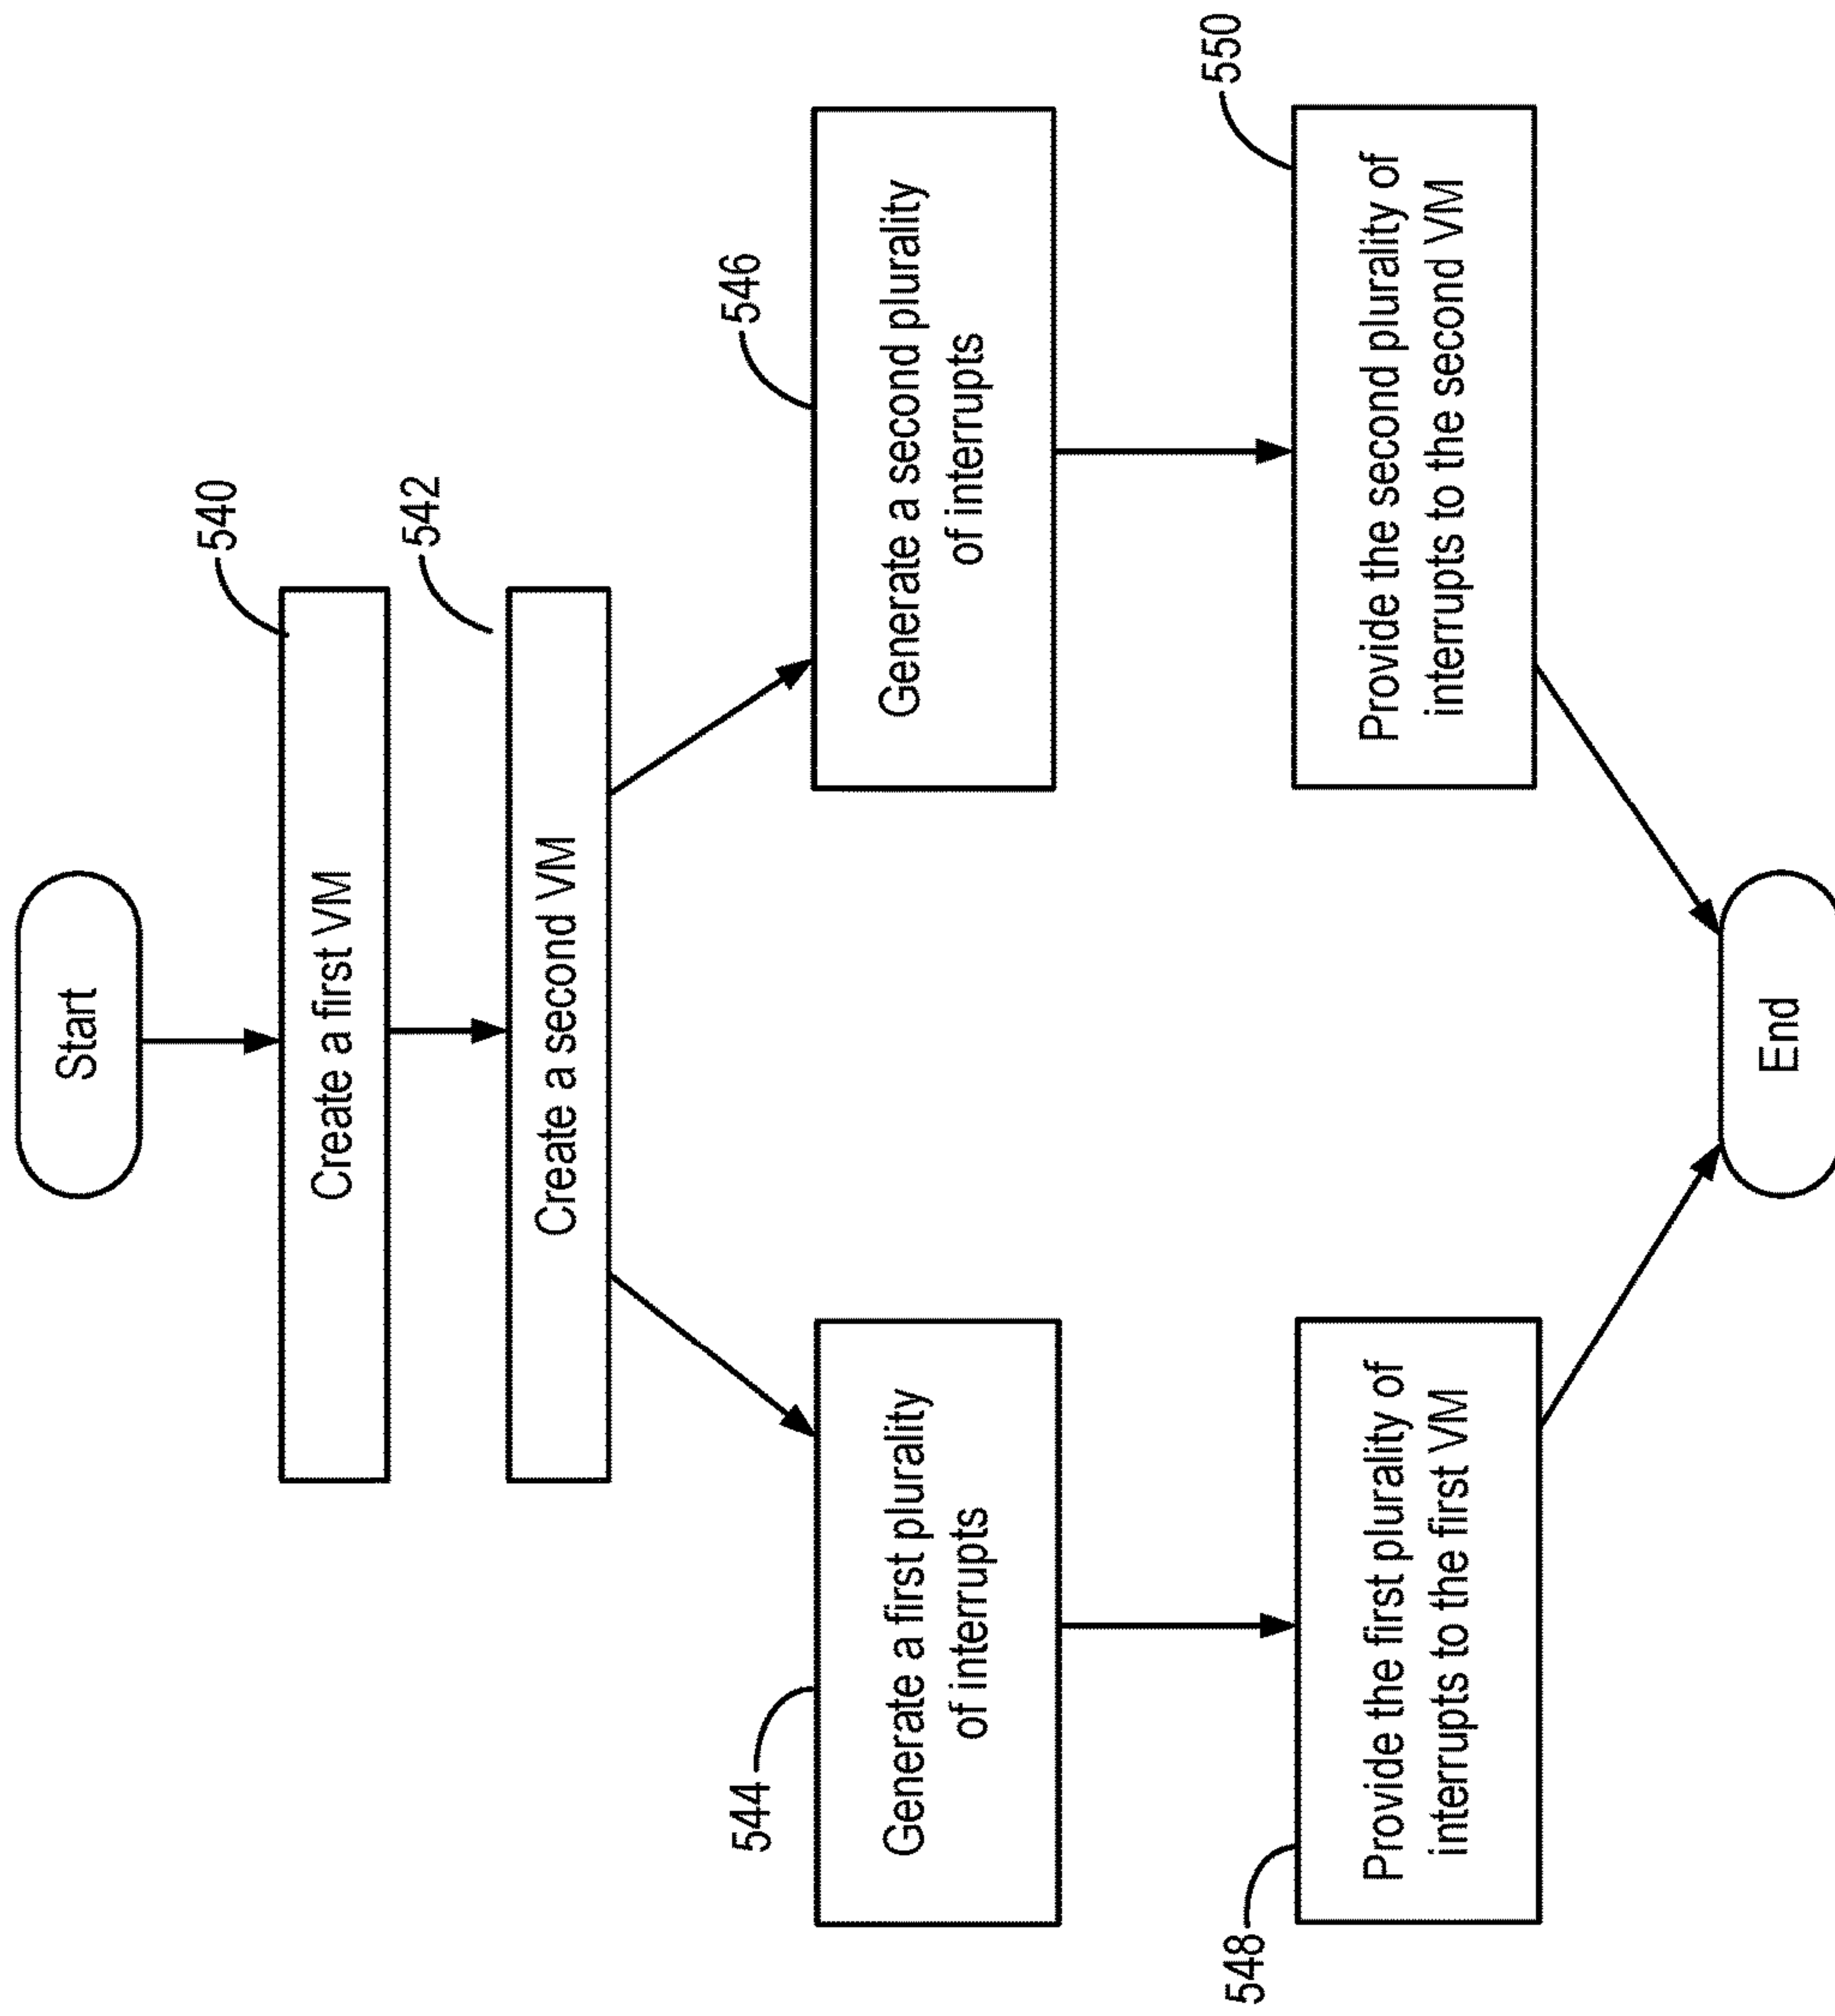 Start
540
Create a first VM
542
Create a second VM
544
Generate a first plurality
of interrupts
546
Generate a second plurality
of interrupts
548
Provide the first plurality of
interrupts to the first VM
550
Provide the second plurality of
interrupts to the second VM
End